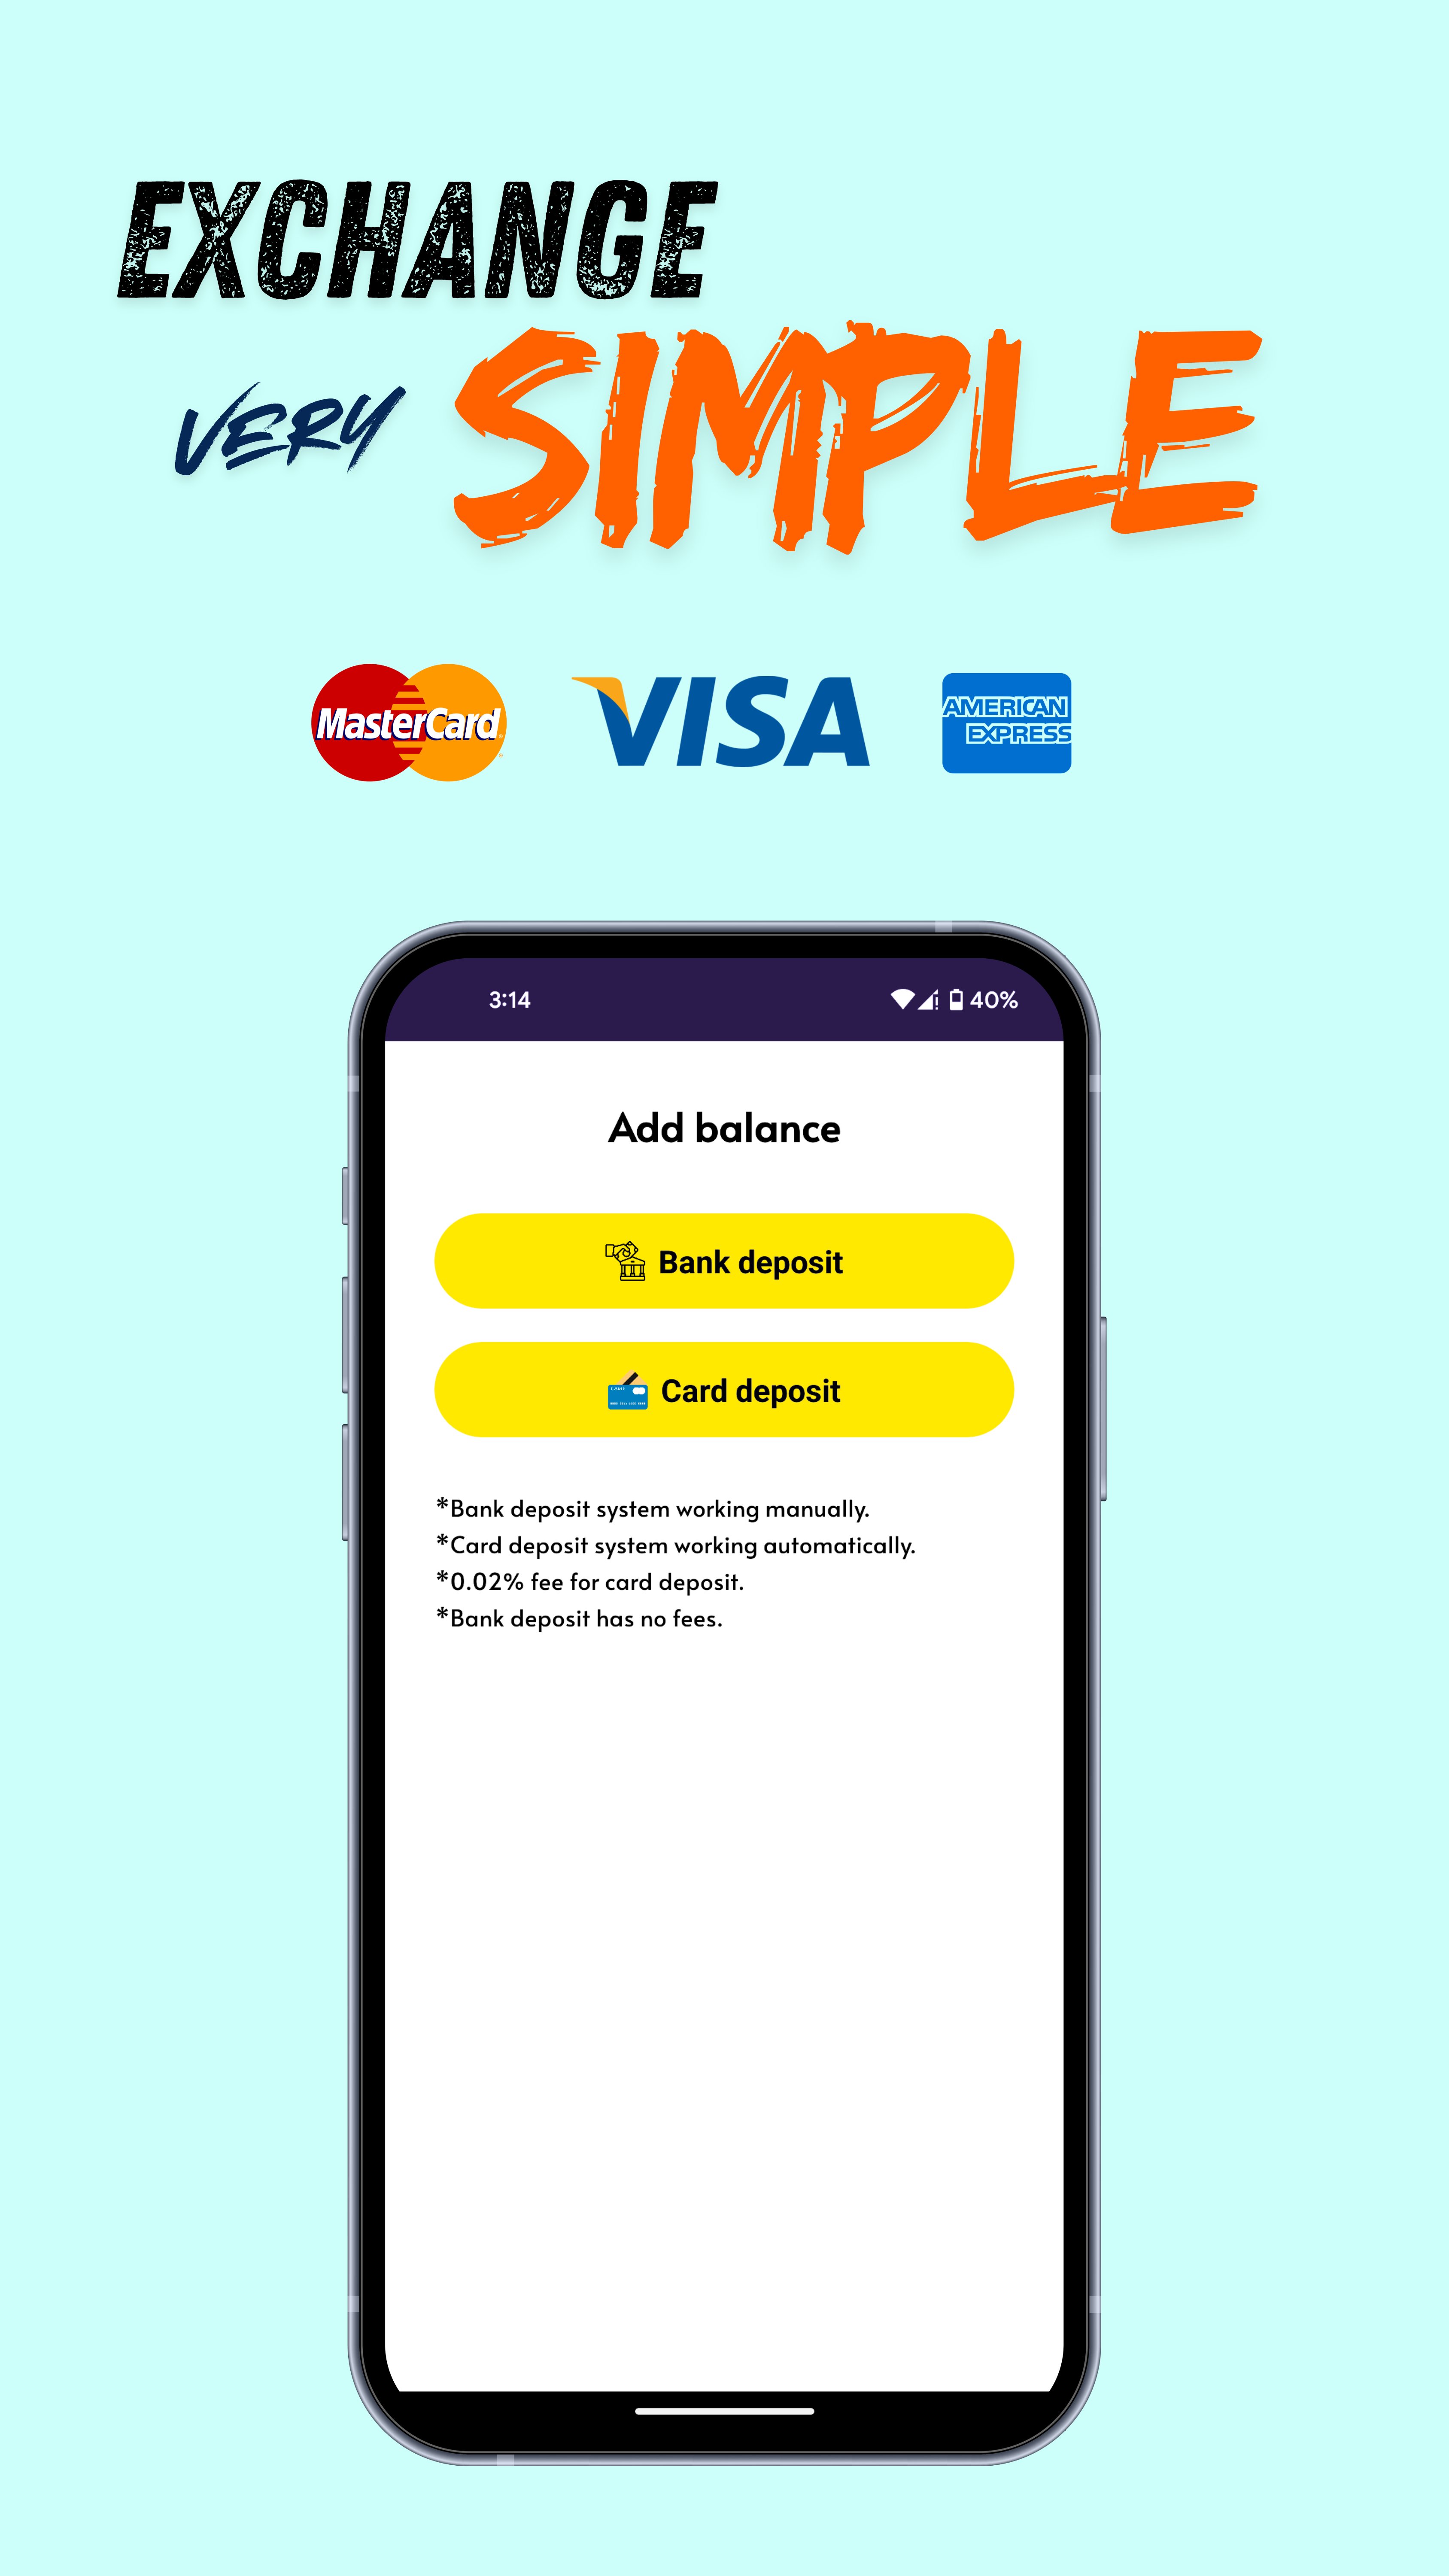 EXCHANGE
VERY SIMPLE
MasterCard VISA AMERICAN EXPRESS
3:14 40%
Add balance
Bank deposit
Card deposit
*Bank deposit system working manually.
*Card deposit system working automatically.
*0.02% fee for card deposit.
*Bank deposit has no fees.